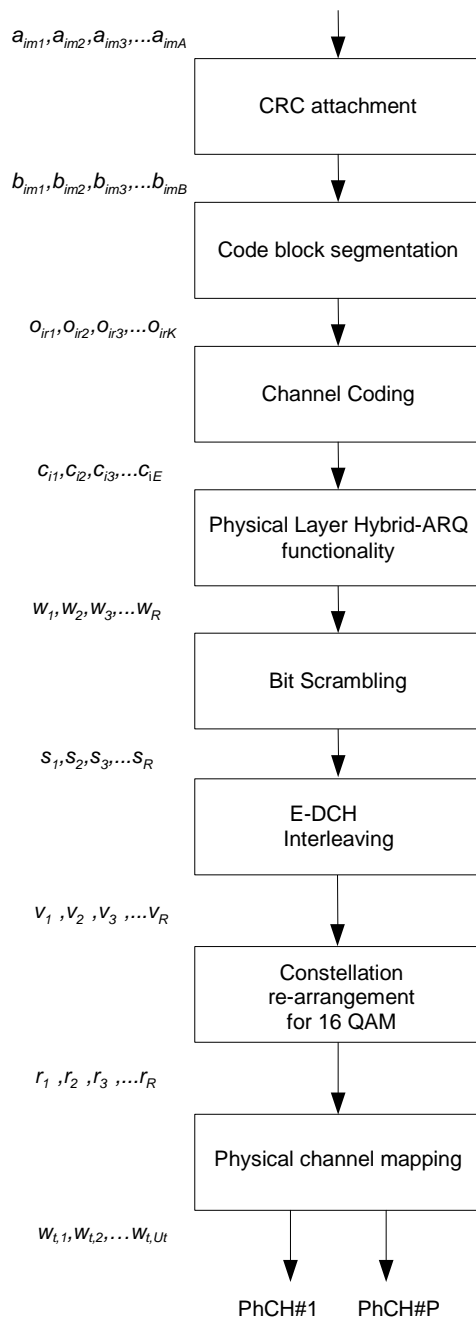 a_im1,a_im2,a_im3,...a_imA
CRC attachment
b_im1,b_im2,b_im3,...b_imB
Code block segmentation
o_ir1,o_ir2,o_ir3,...o_irK
Channel Coding
c_i1,c_i2,c_i3,...c_iE
Physical Layer Hybrid-ARQ
functionality
w_1,w_2,w_3,...w_R
Bit Scrambling
s_1,s_2,s_3,...s_R
E-DCH
Interleaving
v_1 ,v_2 ,v_3 ,...v_R
Constellation
re-arrangement
for 16 QAM
r_1 ,r_2 ,r_3 ,...r_R
Physical channel mapping
w_t,1,w_t,2,...w_t,Ut
PhCH#1 PhCH#P